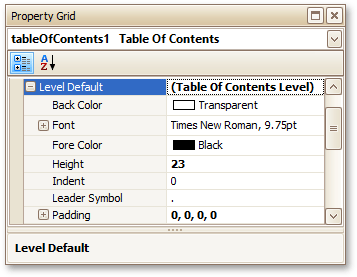 Property Grid
tableOfContents1 Table Of Contents
A
Z
Level Default (Table Of Contents Level)
Back Color Transparent
Font Times New Roman, 9.75pt
Fore Color Black
Height 23
Indent 0
Leader Symbol .
Padding 0, 0, 0, 0
Level Default